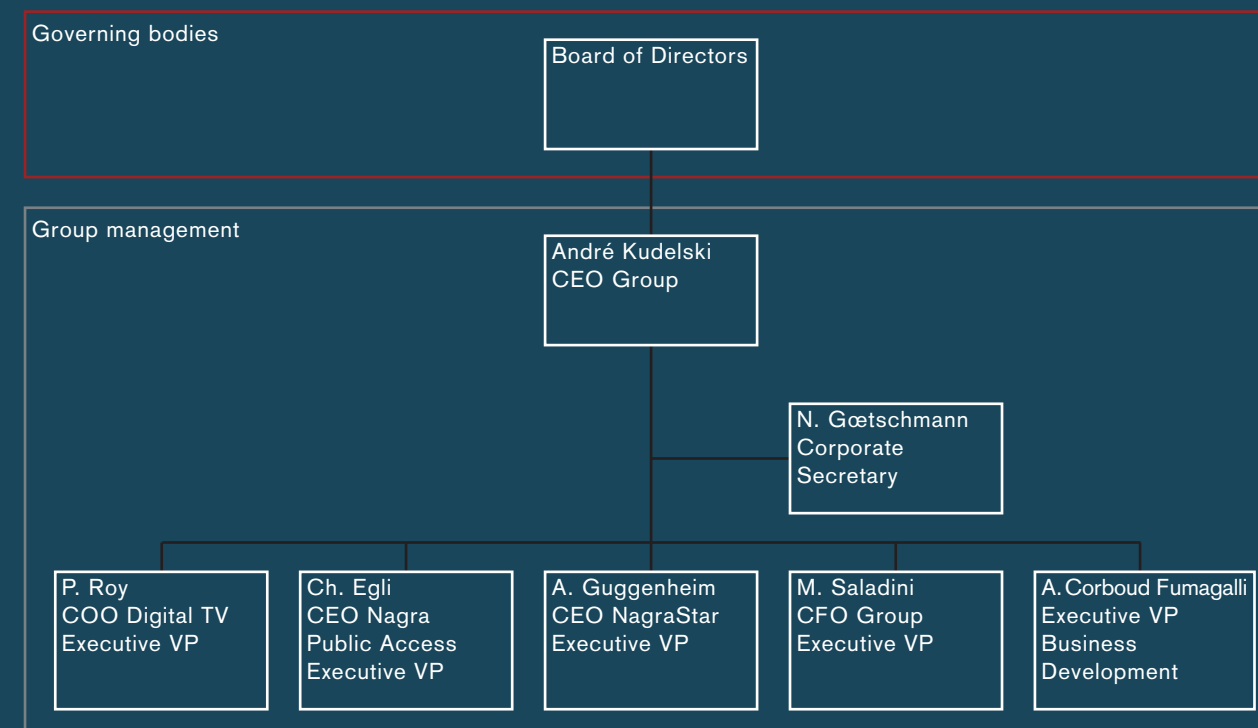 Governing bodies
Board of Directors
Group management
André Kudelski
CEO Group
N. Gœtschmann
Corporate
Secretary
P. Roy
COO Digital TV
Executive VP
Ch. Egli
CEO Nagra
Public Access
Executive VP
A. Guggenheim
CEO NagraStar
Executive VP
M. Saladini
CFO Group
Executive VP
A. Corboud Fumagalli
Executive VP
Business
Development